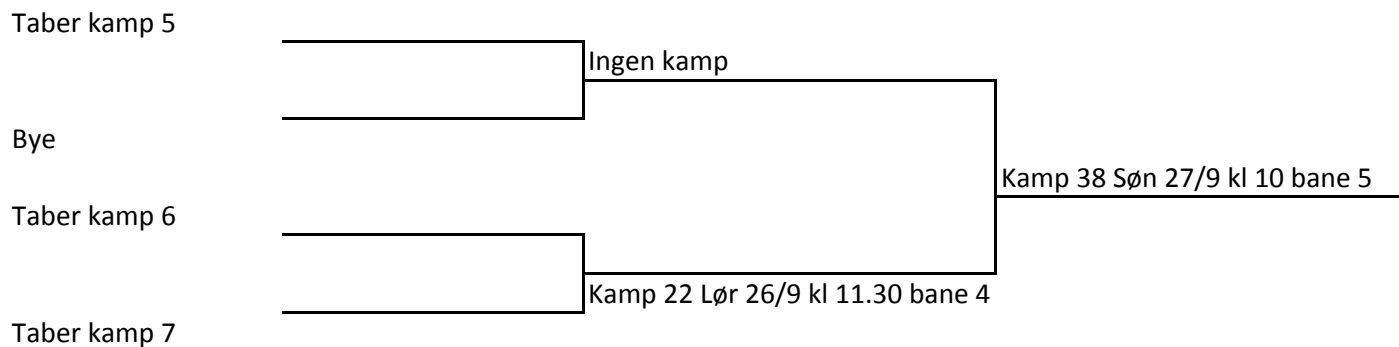 Taber kamp 5
Ingen kamp
Bye
Kamp 38 Søn 27/9 kl 10 bane 5
Taber kamp 6
Kamp 22 Lør 26/9 kl 11.30 bane 4
Taber kamp 7